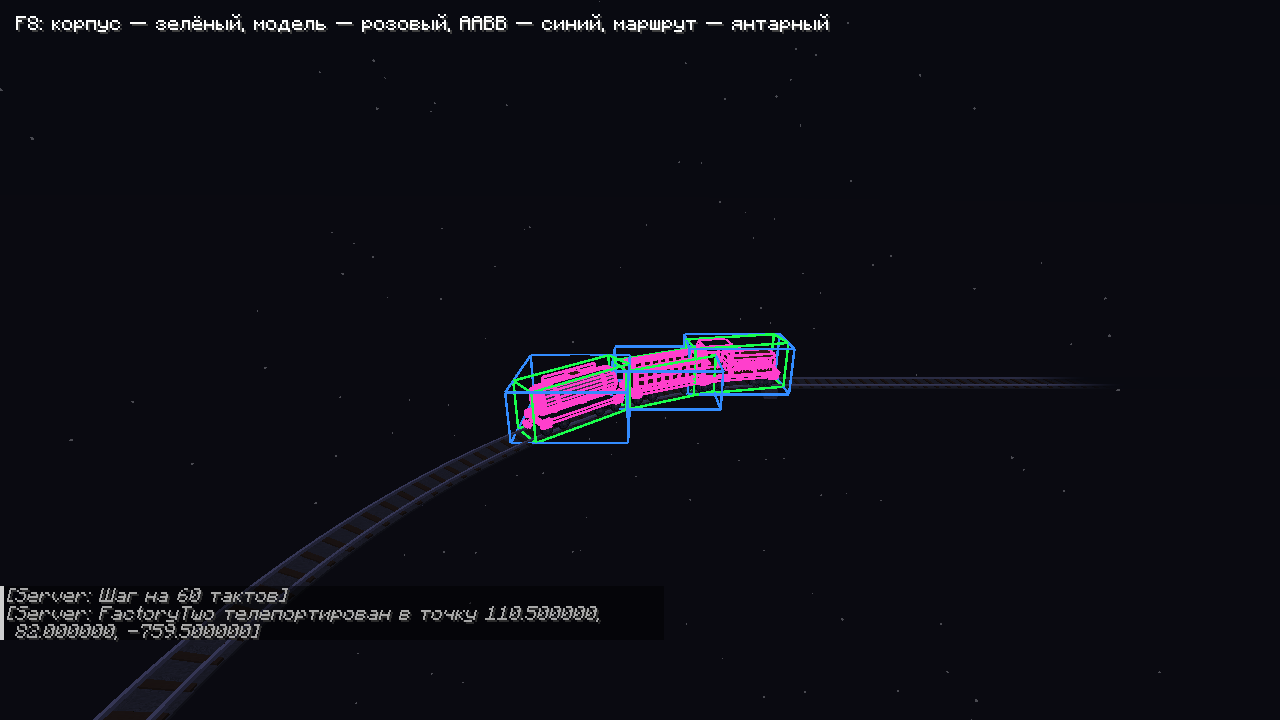 F8: корпус — зелёный, модель — розовый, AABB — синий, маршрут — янтарный
[Server: Шаг на 60 тактов]
[Server: FactoryTwo телепортирован в точку 110.500000,
82.000000, -759.500000]